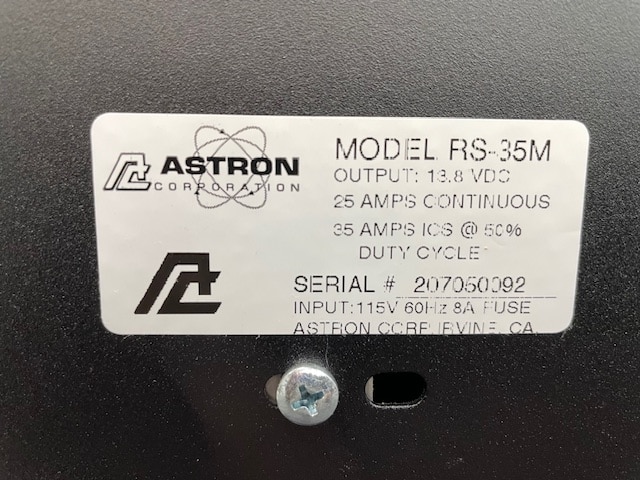 ASTRON
CORPORATION
MODEL RS-35M
OUTPUT: 13.8 VDC
25 AMPS CONTINUOUS
35 AMPS ICS @ 50%
DUTY CYCLE
SERIAL # 207050092
INPUT:115V 60Hz 8A FUSE
ASTRON CORP.IRVINE, CA.